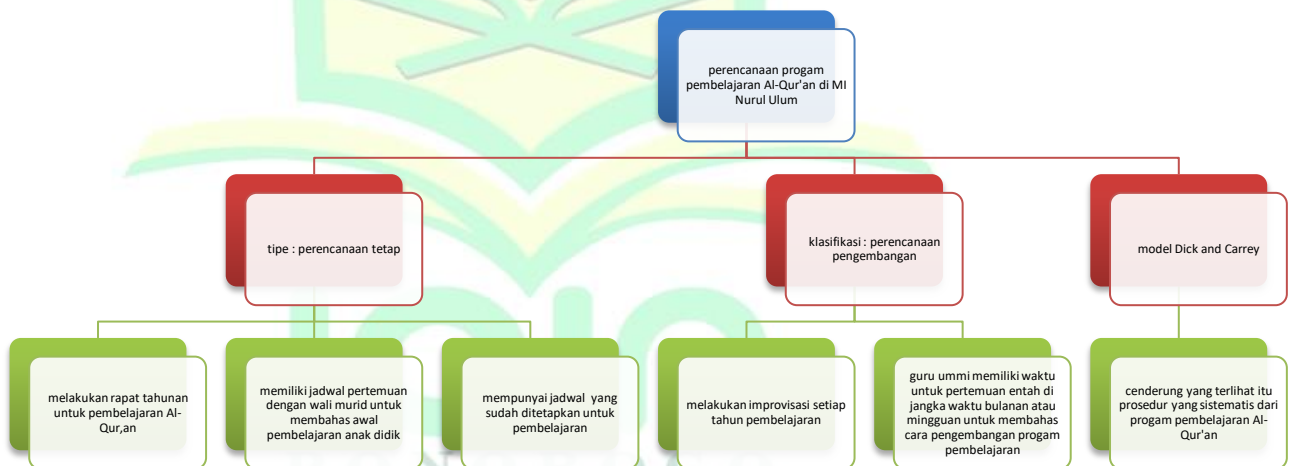 perencanaan progam
pembelajaran Al-Qur'an di MI
Nurul Ulum
tipe : perencanaan tetap
klasifikasi : perencanaan
pengembangan
model Dick and Carrey
melakukan rapat tahunan
untuk pembelajaran Al-
Qur,an
memiliki jadwal pertemuan
dengan wali murid untuk
membahas awal
pembelajaran anak didik
mempunyai jadwal yang
sudah ditetapkan untuk
pembelajaran
melakukan improvisasi setiap
tahun pembelajaran
guru ummi memiliki waktu
untuk pertemuan entah di
jangka waktu bulanan atau
mingguan untuk membahas
cara pengembangan progam
pembelajaran
cenderung yang terlihat itu
prosedur yang sistematis dari
progam pembelajaran Al-
Qur'an